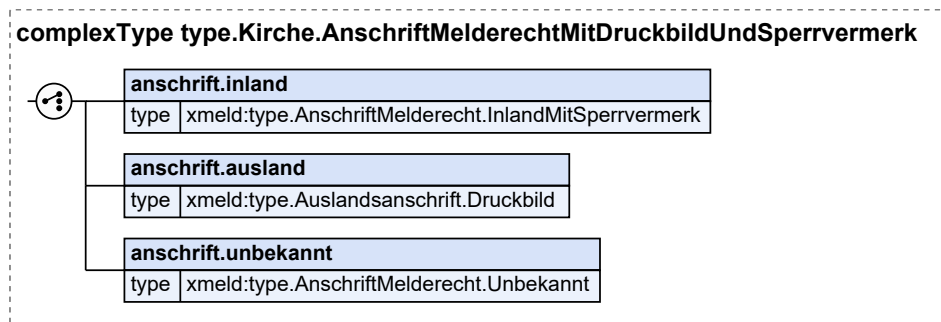 complexType type.Kirche.AnschriftMelderechtMitDruckbildUndSperrvermerk
anschrift.inland
type xmeld:type.AnschriftMelderecht.InlandMitSperrvermerk
anschrift.ausland
type xmeld:type.Auslandsanschrift.Druckbild
anschrift.unbekannt
type xmeld:type.AnschriftMelderecht.Unbekannt